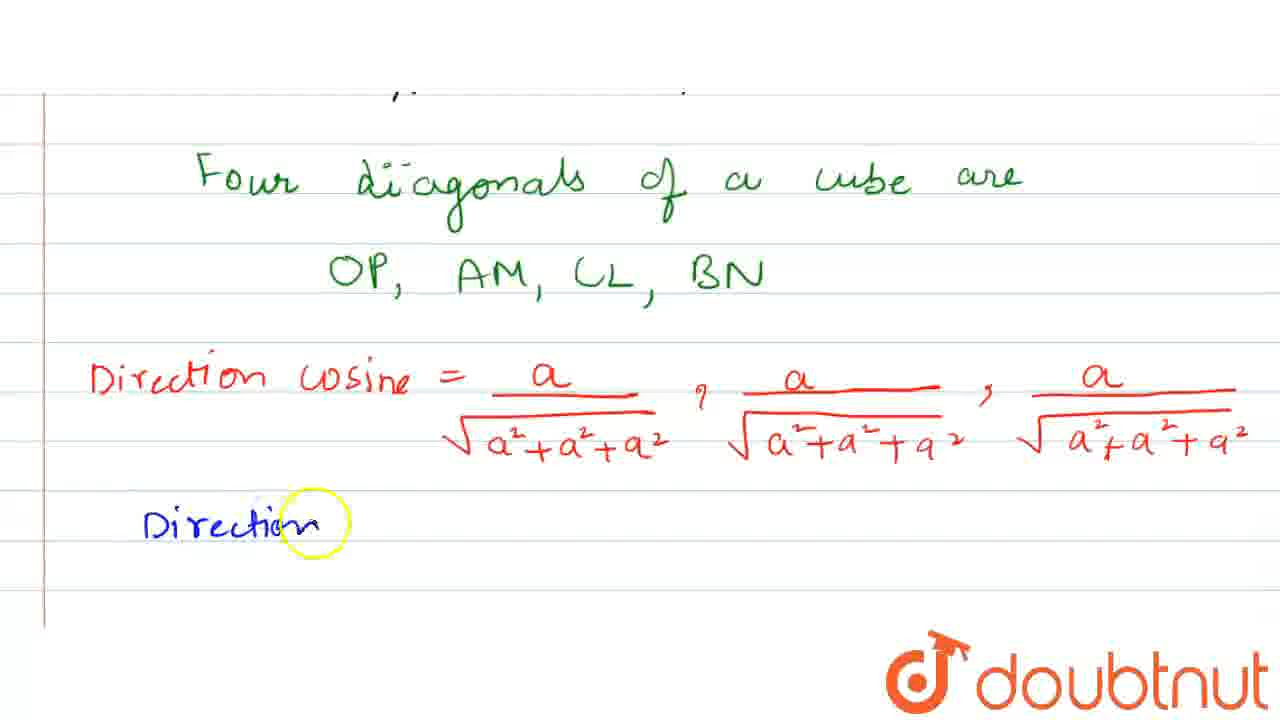 Four diagonals of a cube are
OP, AM, CL, BN
Direction cosine = a/√(a²+a²+a²) , a/√(a²+a²+a²) , a/√(a²+a²+a²)
Direction
doubtnut